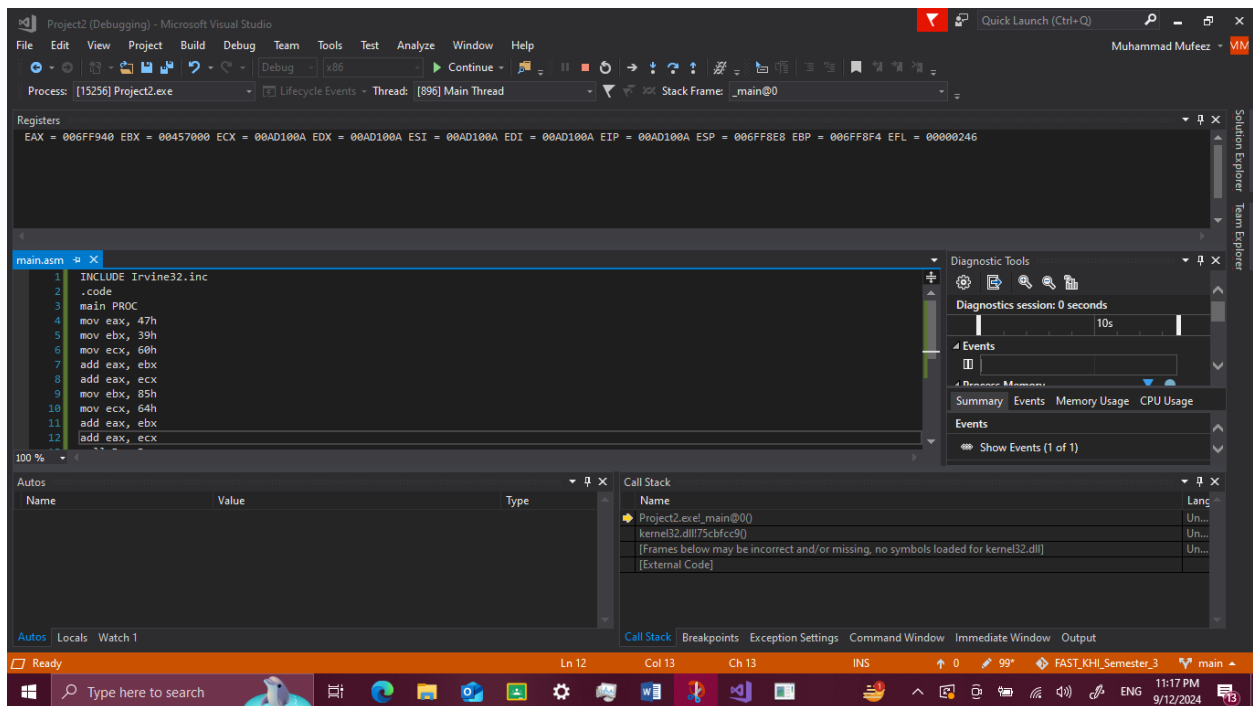 Project2 (Debugging) - Microsoft Visual Studio
Quick Launch (Ctrl+Q)
File Edit View Project Build Debug Team Tools Test Analyze Window Help
Muhammad Mufeez
MM
Debug x86 Continue
Process: [15256] Project2.exe Lifecycle Events Thread: [896] Main Thread Stack Frame: _main@0
Registers
EAX = 006FF940 EBX = 00457000 ECX = 00AD100A EDX = 00AD100A ESI = 00AD100A EDI = 00AD100A EIP = 00AD100A ESP = 006FF8E8 EBP = 006FF8F4 EFL = 00000246
Solution Explorer
Team Explorer
main.asm
1 INCLUDE Irvine32.inc
2 .code
3 main PROC
4 mov eax, 47h
5 mov ebx, 39h
6 mov ecx, 60h
7 add eax, ebx
8 add eax, ecx
9 mov ebx, 85h
10 mov ecx, 64h
11 add eax, ebx
12 add eax, ecx
100 %
Diagnostic Tools
Diagnostics session: 0 seconds
10s
Events
Process Memory
Summary Events Memory Usage CPU Usage
Events
Show Events (1 of 1)
Autos
Name Value Type
Autos Locals Watch 1
Call Stack
Name Lang
Project2.exe!_main@0() Un...
kernel32.dll!75cbfcc9() Un...
[Frames below may be incorrect and/or missing, no symbols loaded for kernel32.dll] Un...
[External Code]
Call Stack Breakpoints Exception Settings Command Window Immediate Window Output
Ready Ln 12 Col 13 Ch 13 INS 0 99* FAST_KHI_Semester_3 main
Type here to search
ENG
11:17 PM
9/12/2024
13